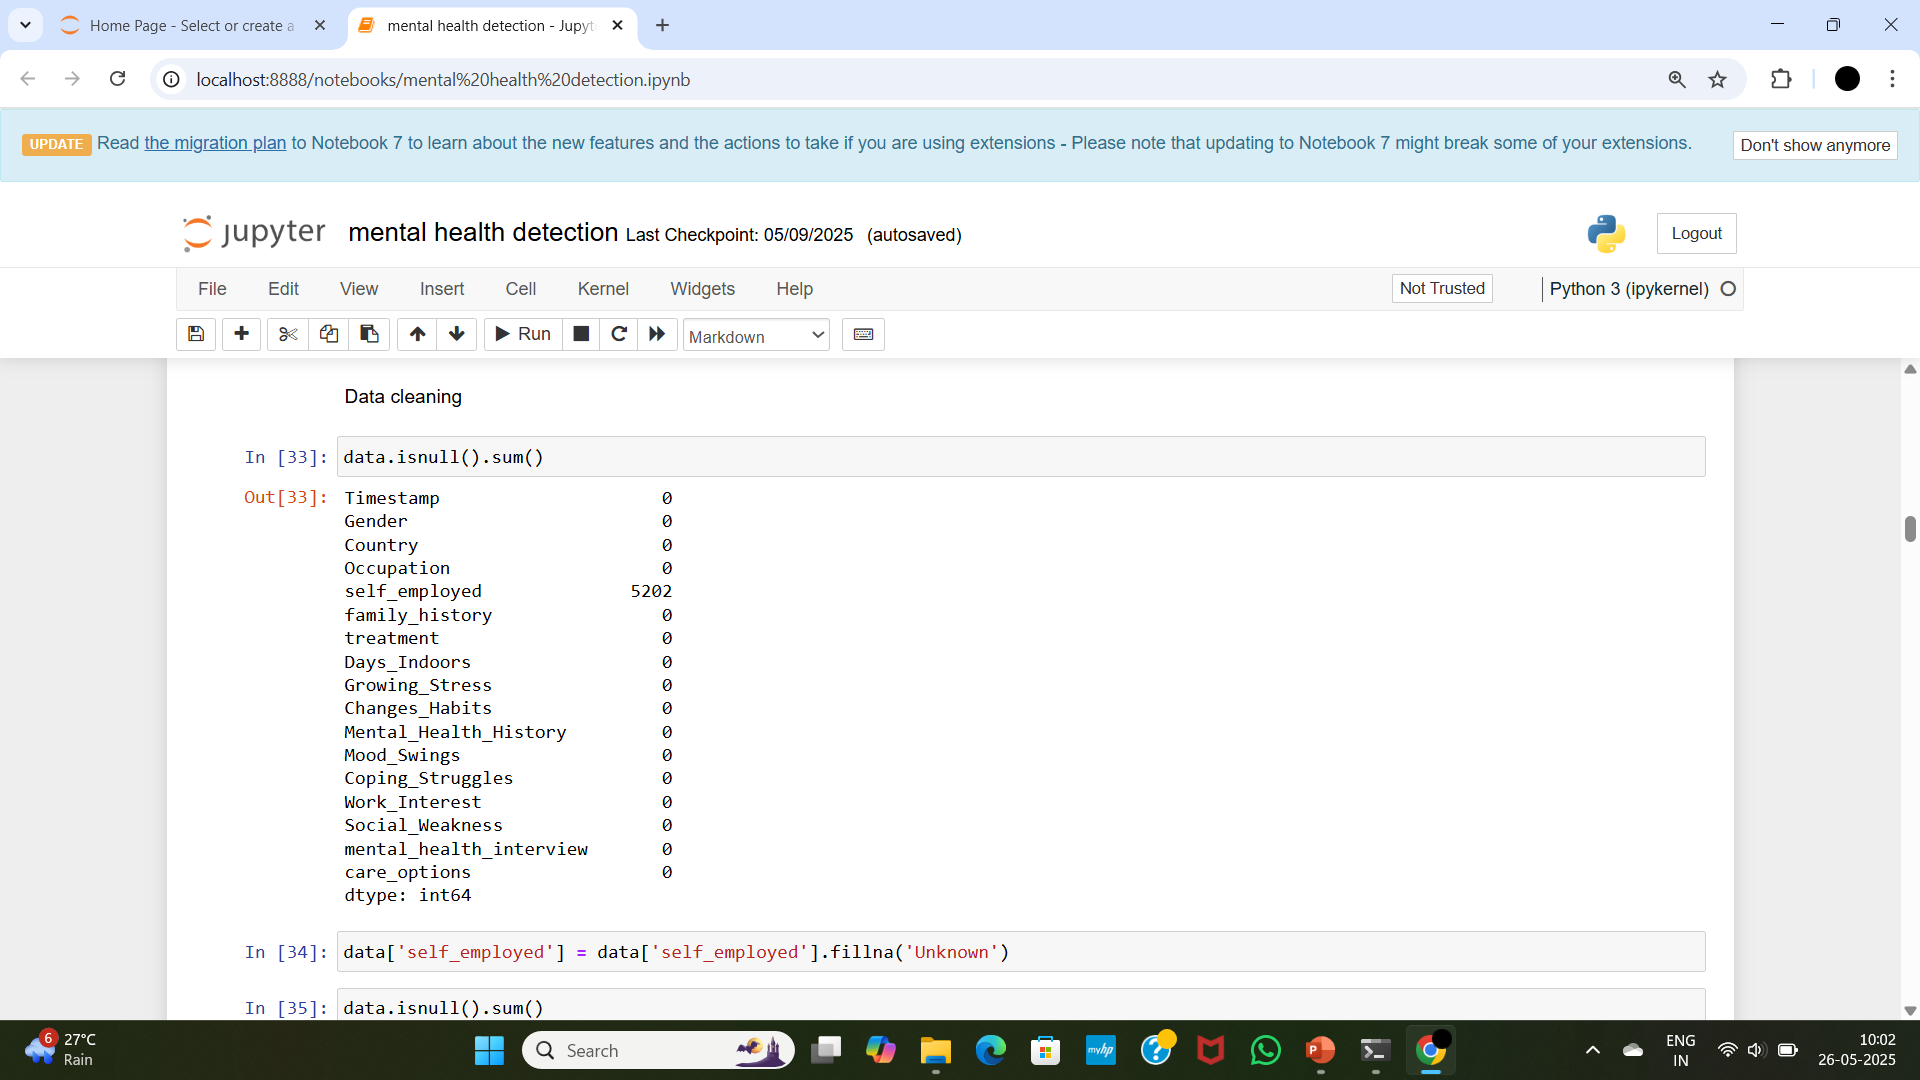 Home Page - Select or create a
mental health detection - Jupyt
localhost:8888/notebooks/mental%20health%20detection.ipynb
UPDATE Read the migration plan to Notebook 7 to learn about the new features and the actions to take if you are using extensions - Please note that updating to Notebook 7 might break some of your extensions.
Don't show anymore
jupyter mental health detection Last Checkpoint: 05/09/2025 (autosaved)
Logout
File Edit View Insert Cell Kernel Widgets Help
Not Trusted
Python 3 (ipykernel)
Run
Markdown
Data cleaning
In [33]: data.isnull().sum()
Out[33]: Timestamp 0
Gender 0
Country 0
Occupation 0
self_employed 5202
family_history 0
treatment 0
Days_Indoors 0
Growing_Stress 0
Changes_Habits 0
Mental_Health_History 0
Mood_Swings 0
Coping_Struggles 0
Work_Interest 0
Social_Weakness 0
mental_health_interview 0
care_options 0
dtype: int64
In [34]: data['self_employed'] = data['self_employed'].fillna('Unknown')
In [35]: data.isnull().sum()
6
27°C
Rain
Search
myhp
?
P
ENG
IN
10:02
26-05-2025